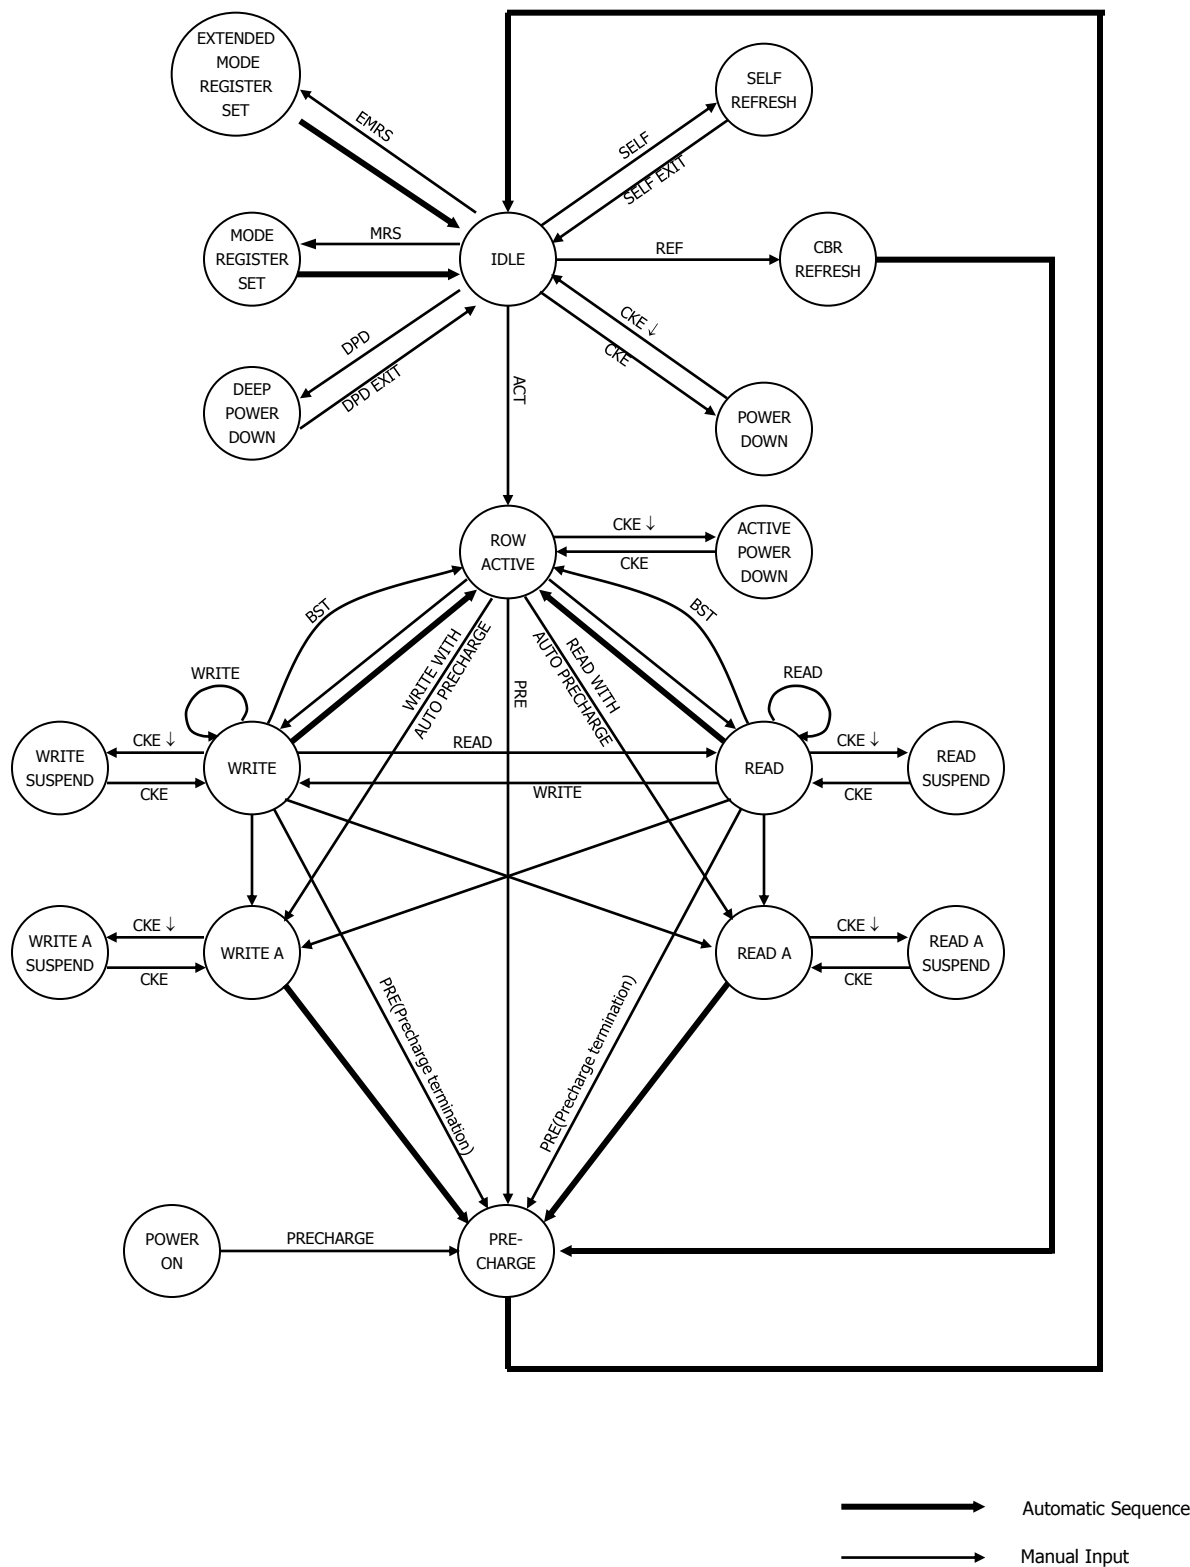 EXTENDED
MODE
REGISTER
SET
SELF
REFRESH
EMRS
SELF
SELF EXIT
MODE
REGISTER
SET
MRS
IDLE
REF
CBR
REFRESH
DPD
DPD EXIT
CKE ↓
CKE
DEEP
POWER
DOWN
ACT
POWER
DOWN
ROW
ACTIVE
CKE ↓
CKE
ACTIVE
POWER
DOWN
BST
BST
WRITE WITH
AUTO PRECHARGE
PRE
READ WITH
AUTO PRECHARGE
WRITE
READ
WRITE
SUSPEND
CKE ↓
CKE
WRITE
READ
WRITE
READ
CKE ↓
CKE
READ
SUSPEND
WRITE A
SUSPEND
CKE ↓
CKE
WRITE A
READ A
CKE ↓
CKE
READ A
SUSPEND
PRE(Precharge termination)
PRE(Precharge termination)
POWER
ON
PRECHARGE
PRE-
CHARGE
Automatic Sequence
Manual Input